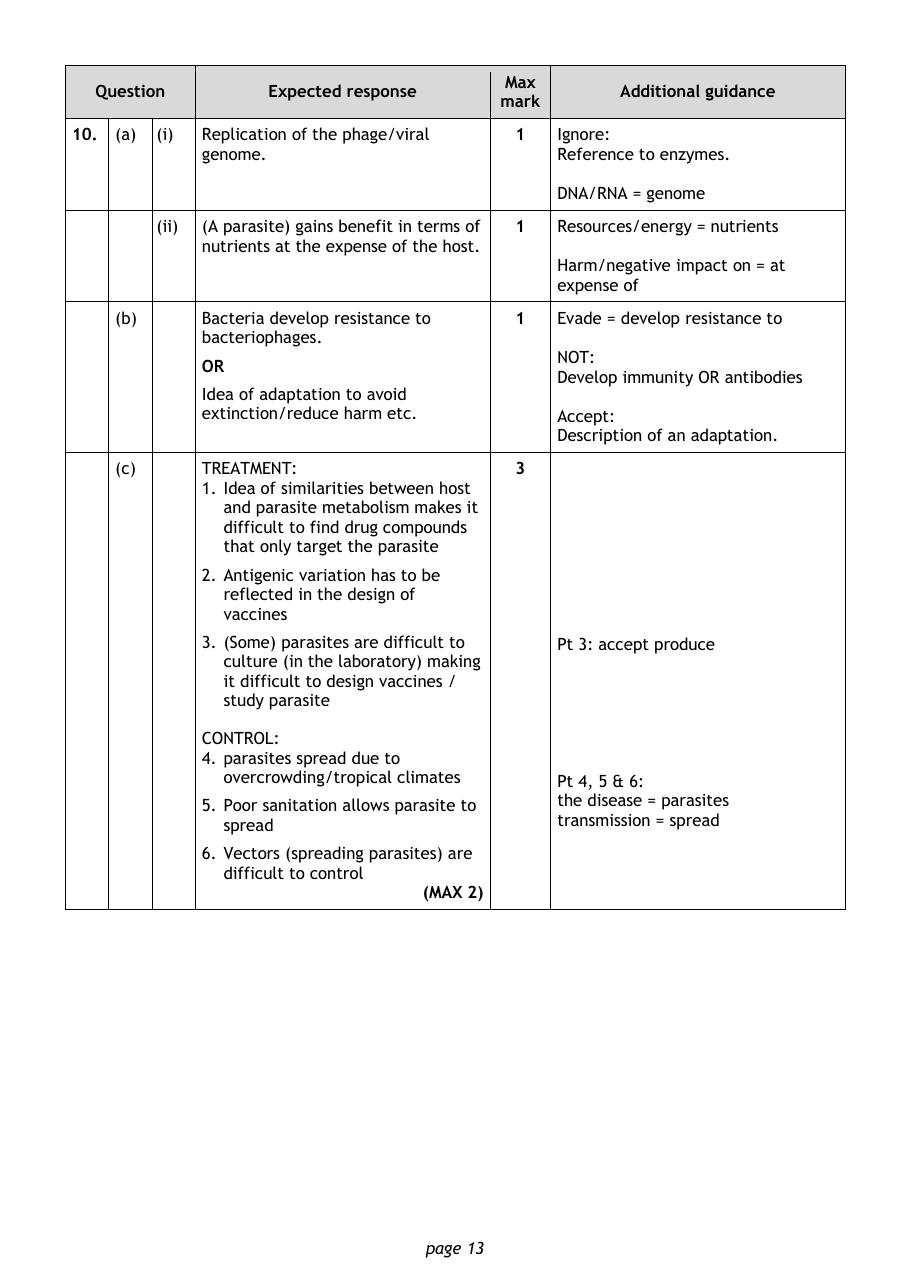 Question
Expected response
Max
mark
Additional guidance
10.
(a)
(i)
Replication of the phage/viral
genome.
1
Ignore:
Reference to enzymes.
DNA/RNA = genome
(ii)
(A parasite) gains benefit in terms of
nutrients at the expense of the host.
1
Resources/energy = nutrients
Harm/negative impact on = at
expense of
(b)
Bacteria develop resistance to
bacteriophages.
OR
Idea of adaptation to avoid
extinction/reduce harm etc.
1
Evade = develop resistance to
NOT:
Develop immunity OR antibodies
Accept:
Description of an adaptation.
(c)
TREATMENT:
1. Idea of similarities between host
and parasite metabolism makes it
difficult to find drug compounds
that only target the parasite
2. Antigenic variation has to be
reflected in the design of
vaccines
3. (Some) parasites are difficult to
culture (in the laboratory) making
it difficult to design vaccines /
study parasite
CONTROL:
4. parasites spread due to
overcrowding/tropical climates
5. Poor sanitation allows parasite to
spread
6. Vectors (spreading parasites) are
difficult to control
(MAX 2)
3
Pt 3: accept produce
Pt 4, 5 & 6:
the disease = parasites
transmission = spread
page 13